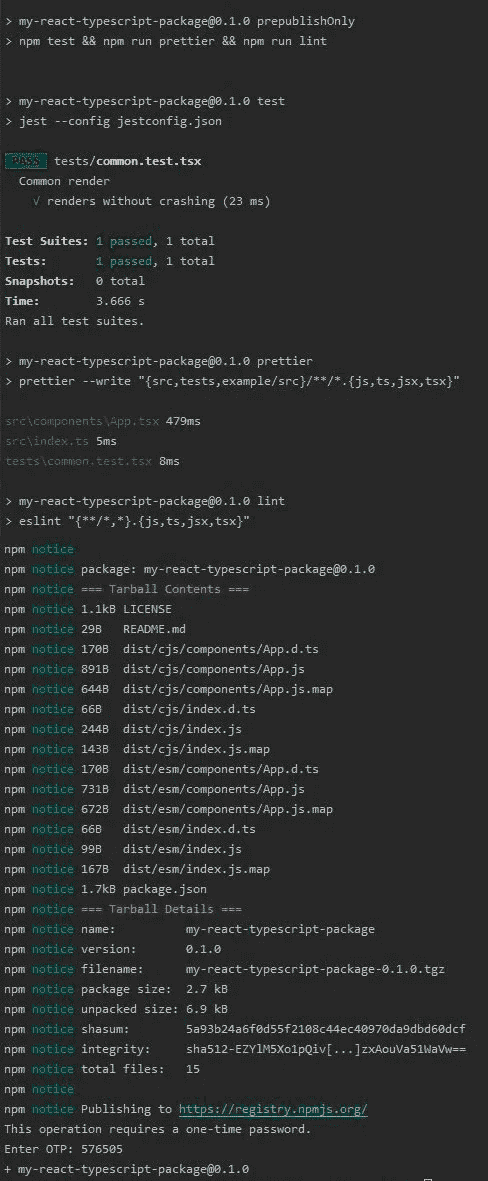 > my-react-typescript-package@0.1.0 prepublishOnly
> npm test && npm run prettier && npm run lint
> my-react-typescript-package@0.1.0 test
> jest --config jestconfig.json
PASS tests/common.test.tsx
Common render
√ renders without crashing (23 ms)
Test Suites: 1 passed, 1 total
Tests: 1 passed, 1 total
Snapshots: 0 total
Time: 3.666 s
Ran all test suites.
> my-react-typescript-package@0.1.0 prettier
> prettier --write "{src,tests,example/src}/**/*.{js,ts,jsx,tsx}"
src\components\App.tsx 479ms
src\index.ts 5ms
tests\common.test.tsx 8ms
> my-react-typescript-package@0.1.0 lint
> eslint "{**/*,*}.{js,ts,jsx,tsx}"
npm notice
npm notice package: my-react-typescript-package@0.1.0
npm notice === Tarball Contents ===
npm notice 1.1kB LICENSE
npm notice 29B README.md
npm notice 170B dist/cjs/components/App.d.ts
npm notice 891B dist/cjs/components/App.js
npm notice 644B dist/cjs/components/App.js.map
npm notice 66B dist/cjs/index.d.ts
npm notice 244B dist/cjs/index.js
npm notice 143B dist/cjs/index.js.map
npm notice 170B dist/esm/components/App.d.ts
npm notice 731B dist/esm/components/App.js
npm notice 672B dist/esm/components/App.js.map
npm notice 66B dist/esm/index.d.ts
npm notice 99B dist/esm/index.js
npm notice 167B dist/esm/index.js.map
npm notice 1.7kB package.json
npm notice === Tarball Details ===
npm notice name: my-react-typescript-package
npm notice version: 0.1.0
npm notice filename: my-react-typescript-package-0.1.0.tgz
npm notice package size: 2.7 kB
npm notice unpacked size: 6.9 kB
npm notice shasum: 5a93b24a6f0d55f2108c44ec40970da9dbd60dcf
npm notice integrity: sha512-EZYlM5Xo1pQiv[...]zxAouVa51WaVw==
npm notice total files: 15
npm notice
npm notice Publishing to https://registry.npmjs.org/
This operation requires a one-time password.
Enter OTP: 576505
+ my-react-typescript-package@0.1.0